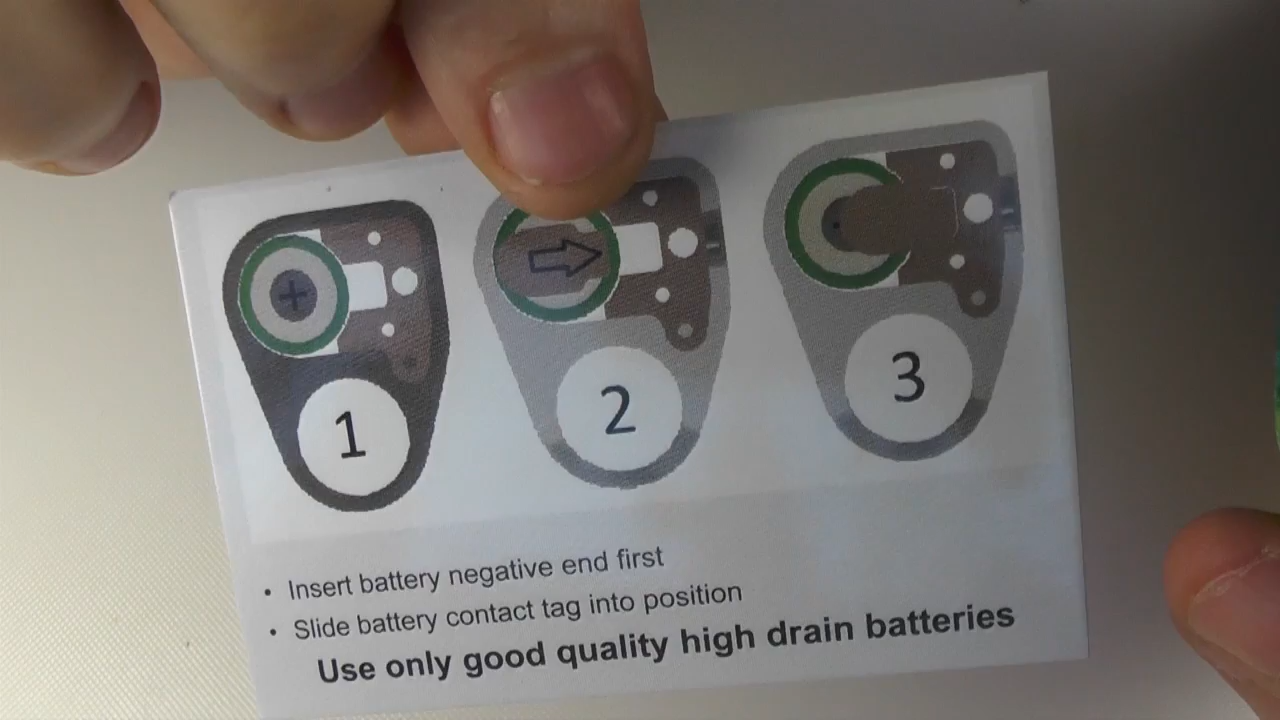 1 2 3
• Insert battery negative end first
• Slide battery contact tag into position
Use only good quality high drain batteries